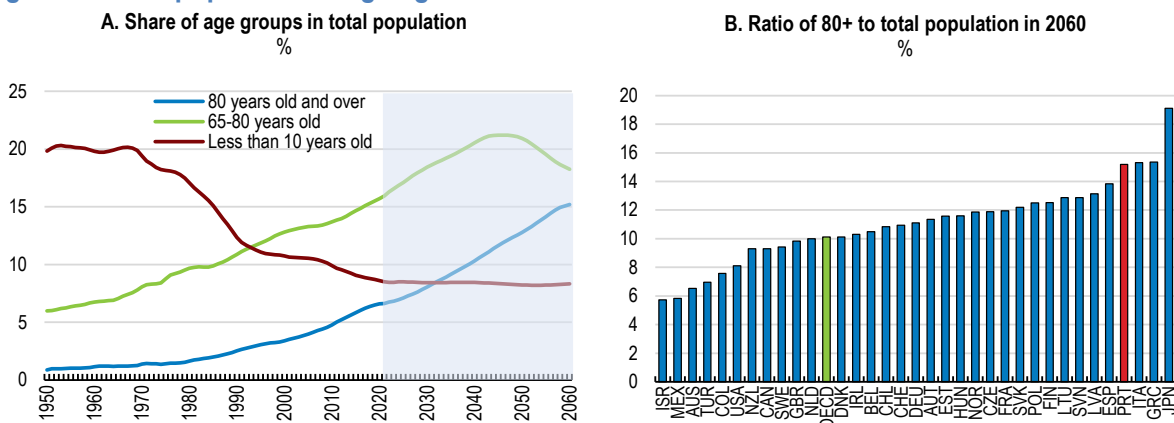 A. Share of age groups in total population
%
25
20
15
10
5
0
80 years old and over
65-80 years old
Less than 10 years old
1950
1960
1970
1980
1990
2000
2010
2020
2030
2040
2050
2060
B. Ratio of 80+ to total population in 2060
%
20
18
16
14
12
10
8
6
4
2
0
ISR
MEX
AUS
TUR
COL
USA
NZL
CAN
SWE
GBR
NLD
OECD
DNK
IRL
BEL
CHL
CHE
DEU
AUT
EST
HUN
NOR
CZE
FRA
SVK
POL
FIN
LTU
SVN
LVA
ESP
PRT
ITA
GRC
JPN